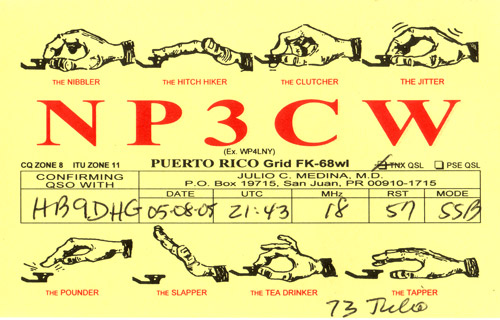 THE NIBBLER THE HITCH HIKER THE CLUTCHER THE JITTER
NP3CW
(Ex. WP4LNY)
CQ ZONE 8 ITU ZONE 11 PUERTO RICO Grid FK-68wl TNX QSL PSE QSL
CONFIRMING QSO WITH
JULIO C. MEDINA, M.D.
P.O. Box 19715, San Juan, PR 00910-1715
DATE UTC MHz RST MODE
HB9DHG 05-08-05 21:43 18 57 SSB
THE POUNDER THE SLAPPER THE TEA DRINKER THE TAPPER
73 Julio